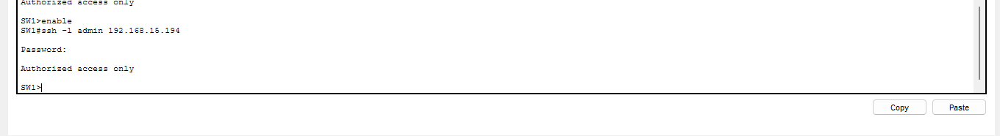 Authorized access only
SW1>enable
SW1#ssh -l admin 192.168.15.194
Password:
Authorized access only
SW1>
Copy
Paste